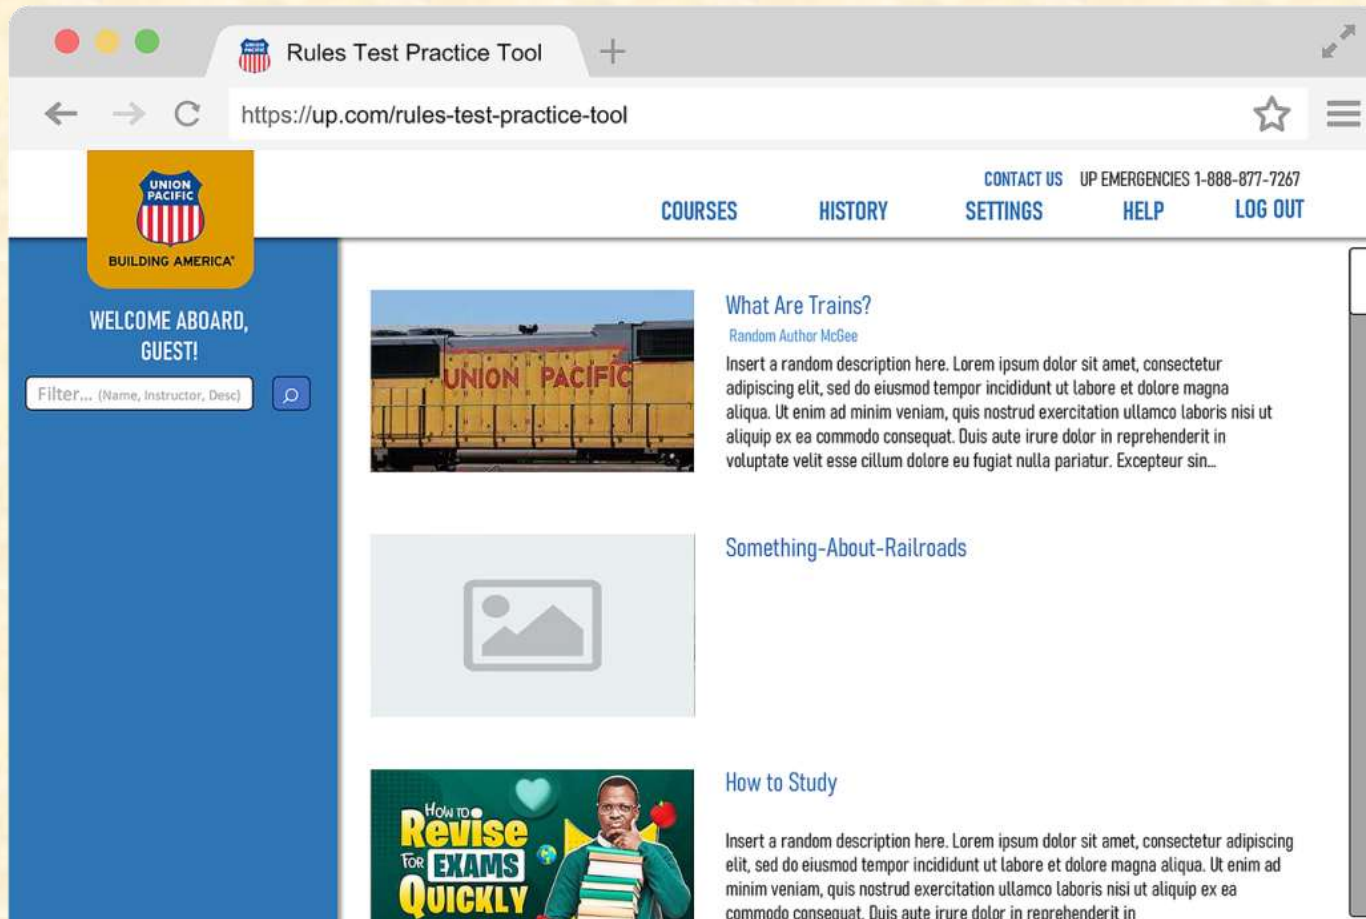 Rules Test Practice Tool
https://up.com/rules-test-practice-tool
UNION
PACIFIC
BUILDING AMERICA®
CONTACT US UP EMERGENCIES 1-888-877-7267
COURSES HISTORY SETTINGS HELP LOG OUT
WELCOME ABOARD,
GUEST!
Filter... (Name, Instructor, Desc)
UNION PACIFIC
What Are Trains?
Random Author McGee
Insert a random description here. Lorem ipsum dolor sit amet, consectetur
adipiscing elit, sed do eiusmod tempor incididunt ut labore et dolore magna
aliqua. Ut enim ad minim veniam, quis nostrud exercitation ullamco laboris nisi ut
aliquip ex ea commodo consequat. Duis aute irure dolor in reprehenderit in
voluptate velit esse cillum dolore eu fugiat nulla pariatur. Excepteur sin...
Something-About-Railroads
HOW TO
Revise
FOR EXAMS
QUICKLY
How to Study
Insert a random description here. Lorem ipsum dolor sit amet, consectetur adipiscing
elit, sed do eiusmod tempor incididunt ut labore et dolore magna aliqua. Ut enim ad
minim veniam, quis nostrud exercitation ullamco laboris nisi ut aliquip ex ea
commodo consequat. Duis aute irure dolor in reprehenderit in